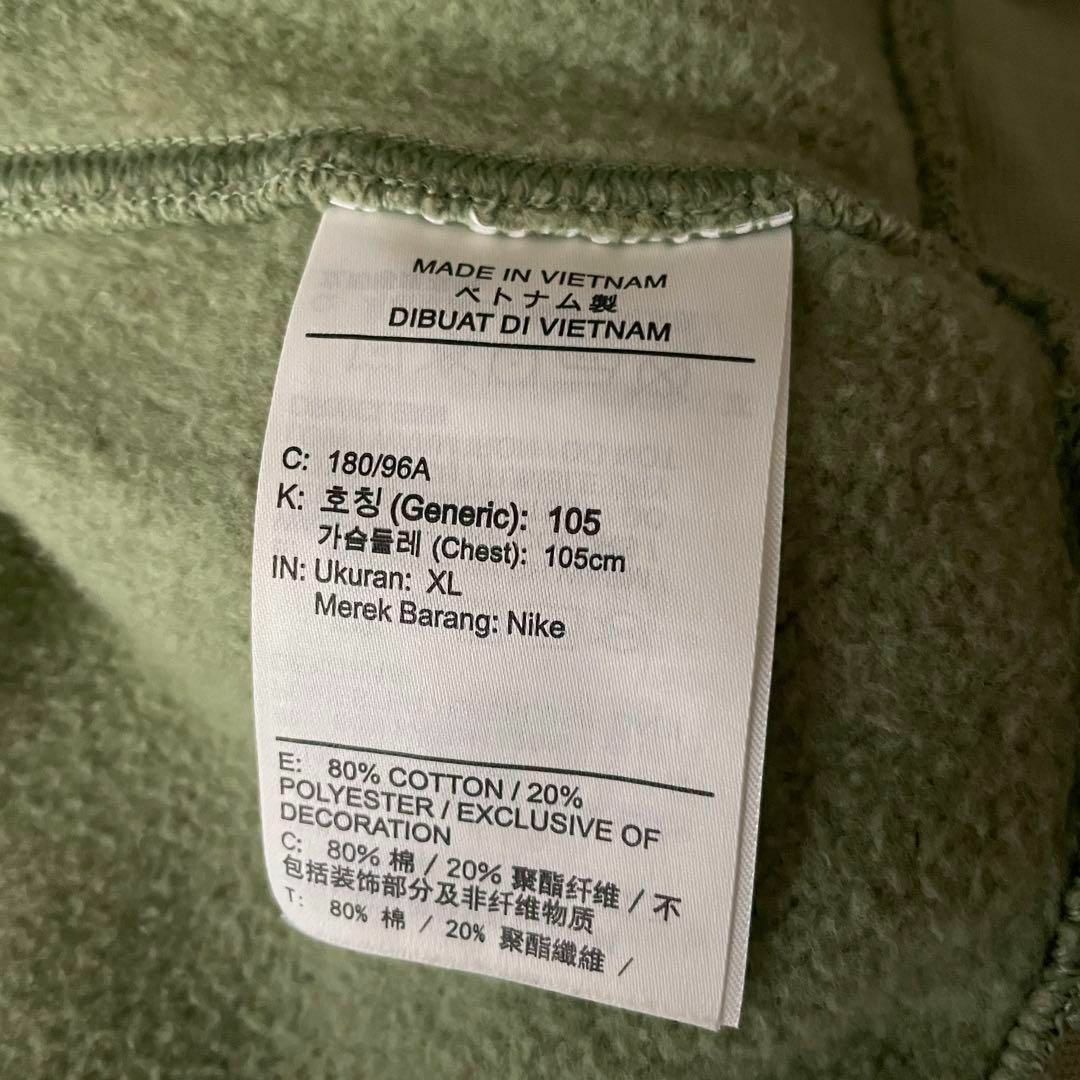 MADE IN VIETNAM
ベトナム製
DIBUAT DI VIETNAM
C: 180/96A
K: 호칭 (Generic): 105
가슴둘레 (Chest): 105cm
IN: Ukuran: XL
Merek Barang: Nike
E: 80% COTTON / 20%
POLYESTER / EXCLUSIVE OF
DECORATION
C: 80% 棉 / 20% 聚酯纤维 / 不
包括装饰部分及非纤维物质
T: 80% 棉 / 20% 聚酯纖維 /